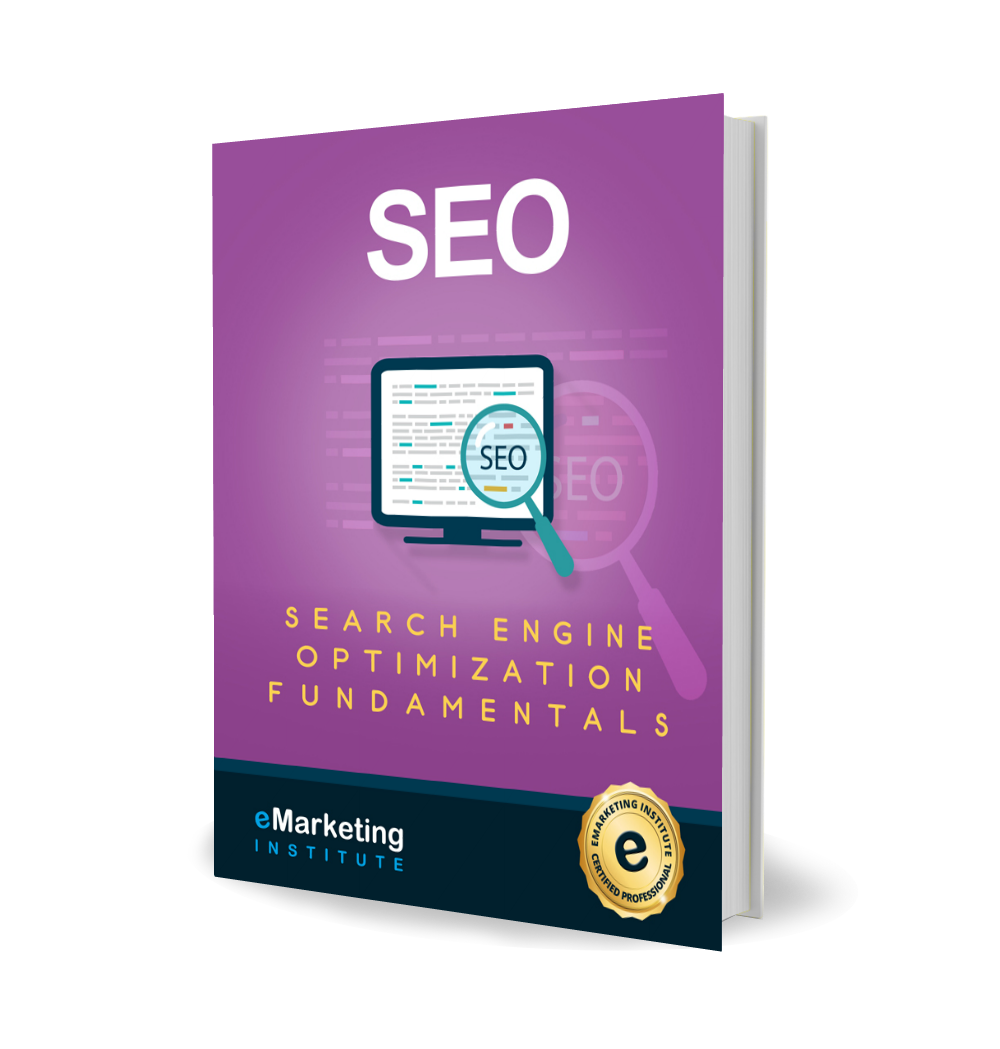 SEO
SEO
SEO
SEARCH ENGINE
OPTIMIZATION
FUNDAMENTALS
eMarketing
INSTITUTE
EMARKETING INSTITUTE
e
CERTIFIED PROFESSIONAL